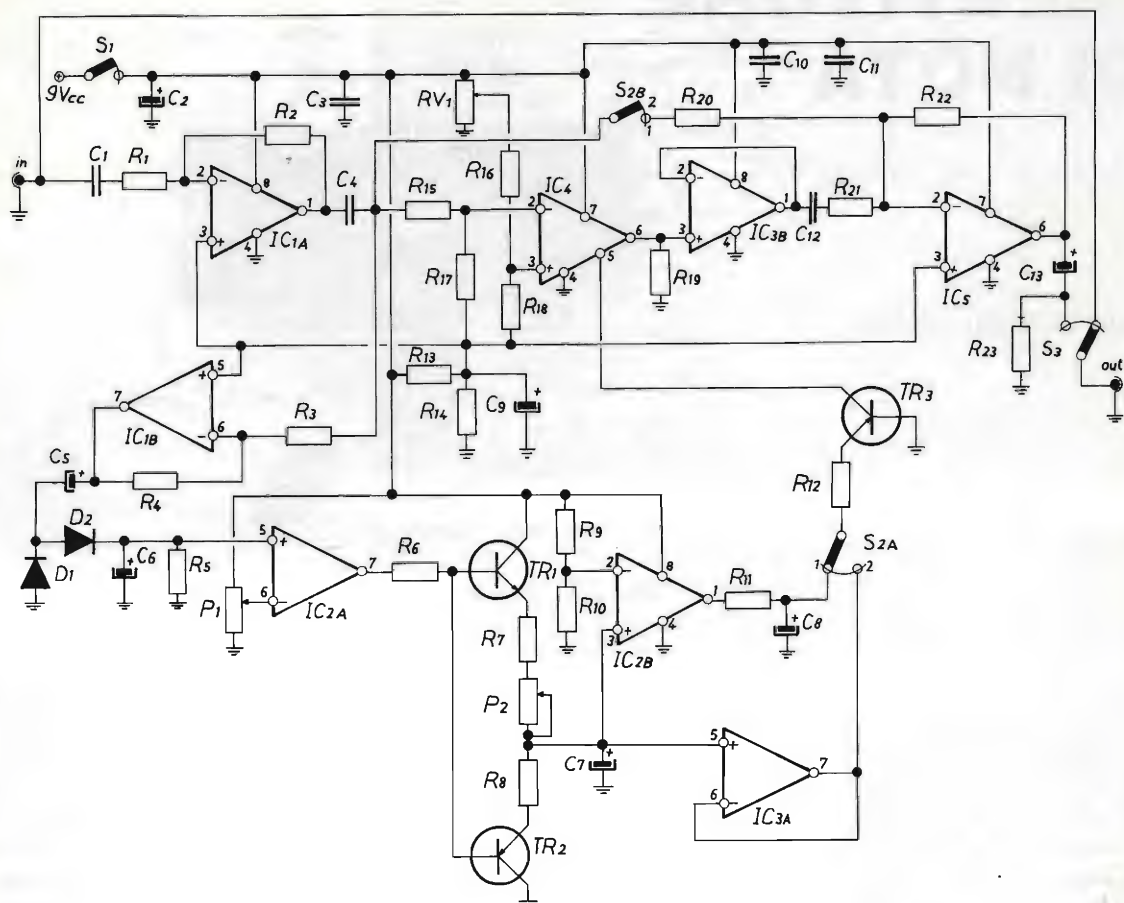 S1
9Vcc
+
C2
C3
RV1
C10
C11
S2B
2
1
R20
R22
in
C1
R1
R2
2
−
8
1
3
+
4
IC1A
C4
R15
R16
IC4
2
−
7
6
3
+
4
5
R17
R18
R19
2
−
8
1
3
+
4
IC3B
C12
R21
2
−
7
6
3
+
4
IC5
+
C13
R23
S3
out
5
+
7
−
6
IC1B
R3
R13
R14
C9
+
TR3
C5
+
R4
R12
D2
D1
C6
+
R5
P1
5
+
6
−
7
IC2A
R6
TR1
R9
R10
2
−
8
1
3
+
4
IC2B
R11
C8
+
S2A
1
2
R7
P2
C7
+
R8
TR2
5
+
6
−
7
IC3A